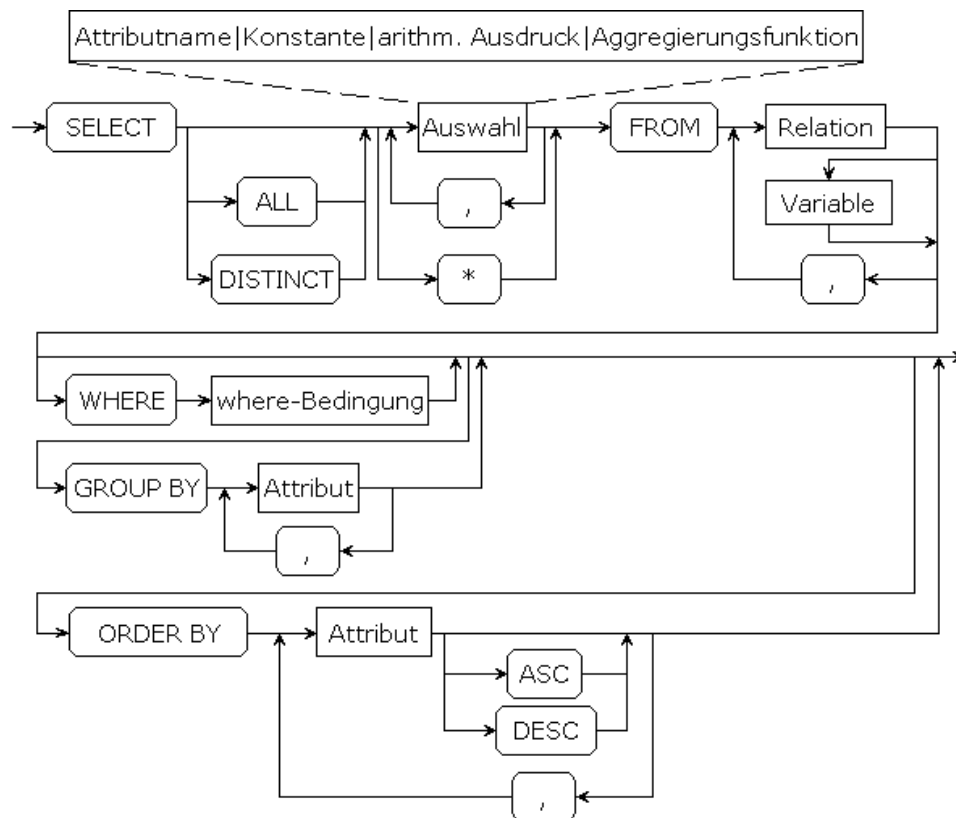 Attributname|Konstante|arithm. Ausdruck|Aggregierungsfunktion
SELECT Auswahl FROM Relation
ALL , Variable
DISTINCT * ,
WHERE where-Bedingung
GROUP BY Attribut
,
ORDER BY Attribut
ASC
DESC
,